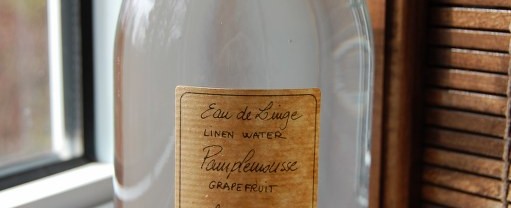 Eau de Linge
LINEN WATER
Pamplemousse
GRAPEFRUIT